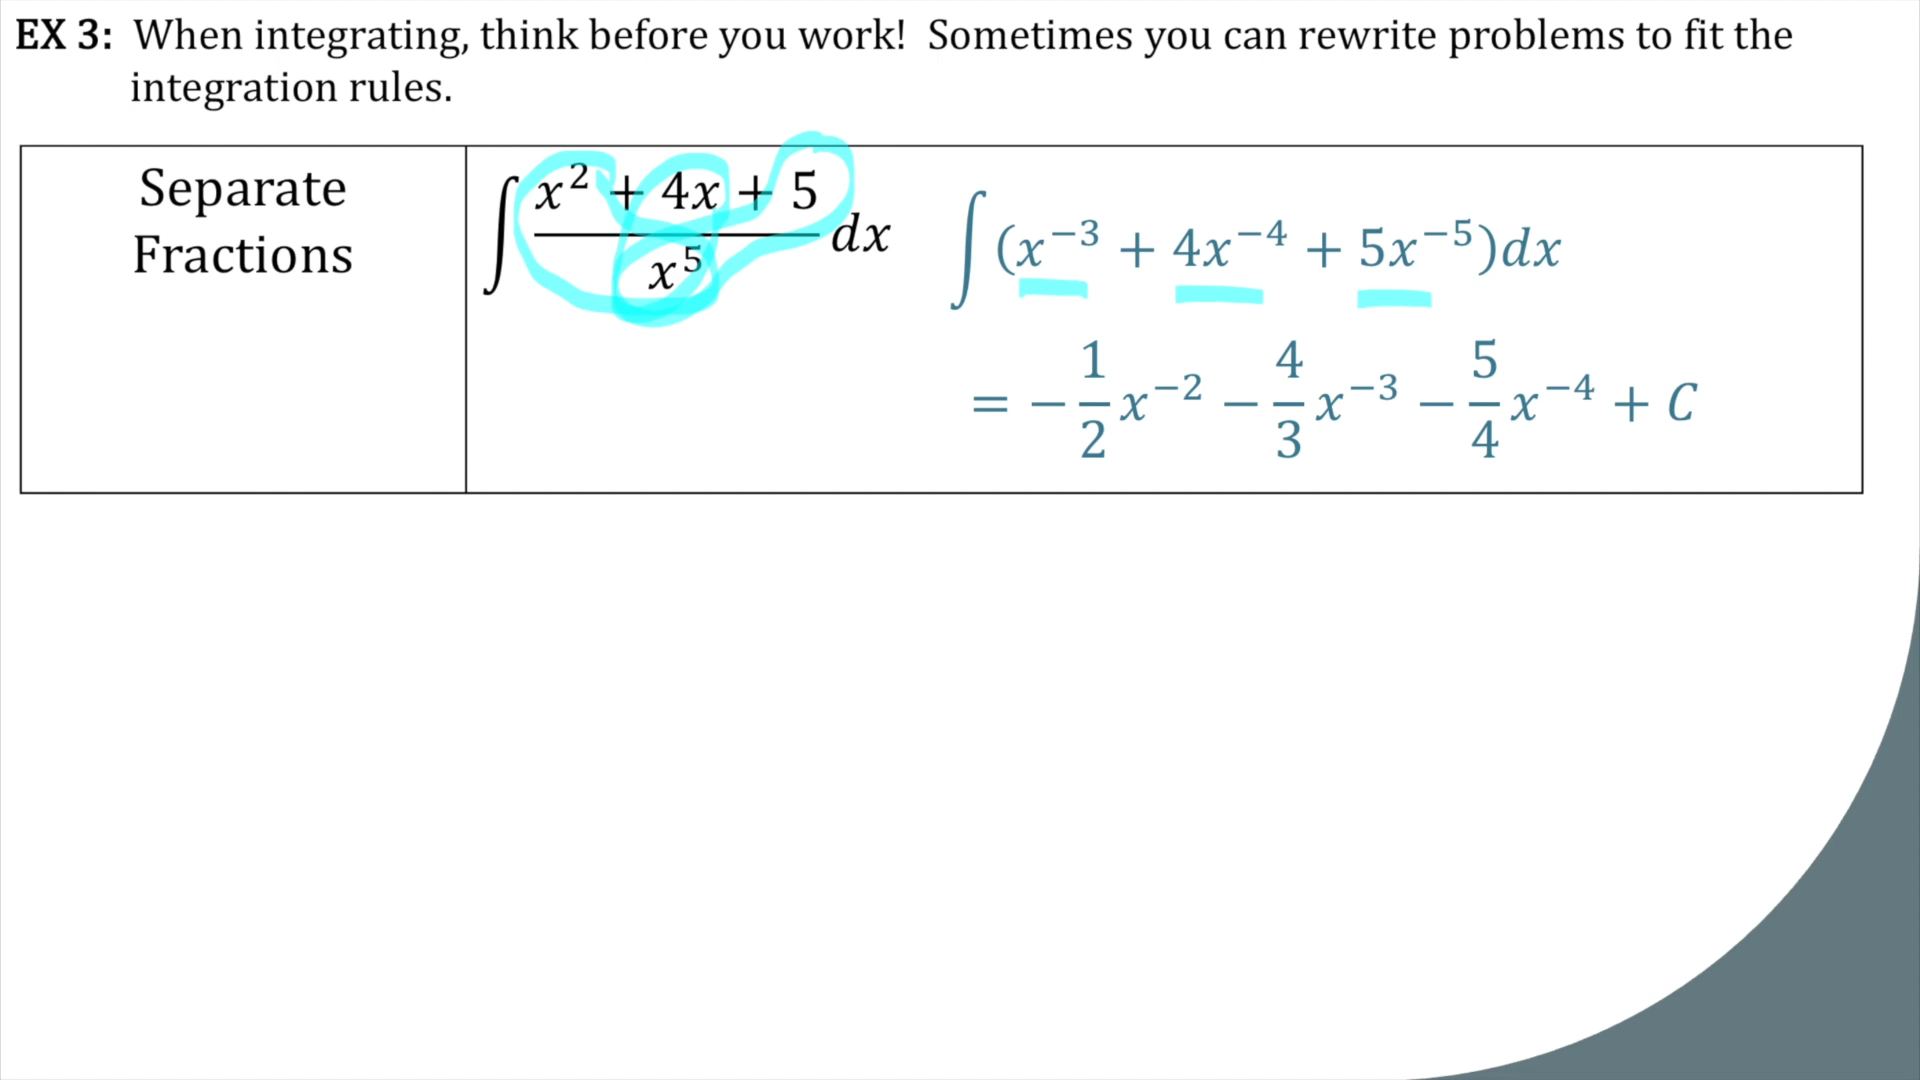 EX 3: When integrating, think before you work! Sometimes you can rewrite problems to fit the
integration rules.
Separate
Fractions
∫ (x² + 4x + 5)/x⁵ dx
∫ (x⁻³ + 4x⁻⁴ + 5x⁻⁵)dx
= −1/2 x⁻² − 4/3 x⁻³ − 5/4 x⁻⁴ + C